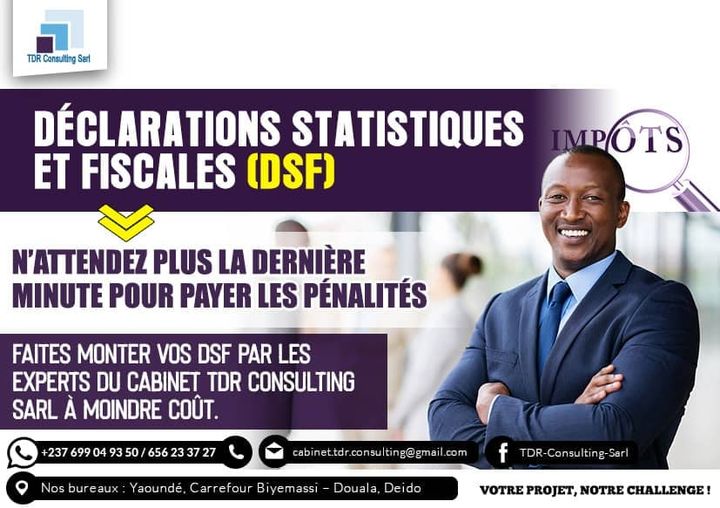 TDR Consulting Sarl
DÉCLARATIONS STATISTIQUES
ET FISCALES (DSF)
IMPÔTS
N'ATTENDEZ PLUS LA DERNIÈRE
MINUTE POUR PAYER LES PÉNALITÉS
FAITES MONTER VOS DSF PAR LES
EXPERTS DU CABINET TDR CONSULTING
SARL À MOINDRE COÛT.
+237 699 04 93 50 / 656 23 37 27
cabinet.tdr.consulting@gmail.com
f TDR-Consulting-Sarl
Nos bureaux : Yaoundé, Carrefour Biyemassi – Douala, Deido
VOTRE PROJET, NOTRE CHALLENGE !